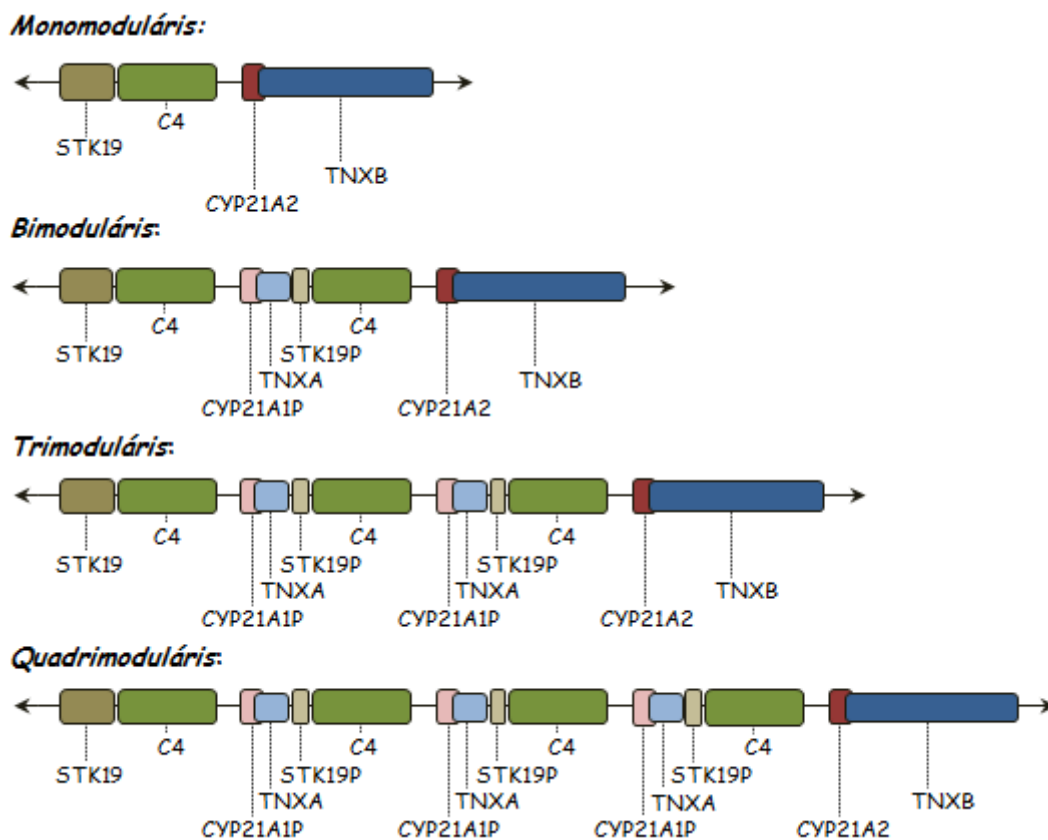 Monomoduláris:
C4
STK19
TNXB
CYP21A2
Bimoduláris:
C4 C4
STK19 STK19P
TNXA TNXB
CYP21A1P CYP21A2
Trimoduláris:
C4 C4 C4
STK19 STK19P STK19P
TNXA TNXA TNXB
CYP21A1P CYP21A1P CYP21A2
Quadrimoduláris:
C4 C4 C4 C4
STK19 STK19P STK19P STK19P
TNXA TNXA TNXA TNXB
CYP21A1P CYP21A1P CYP21A1P CYP21A2